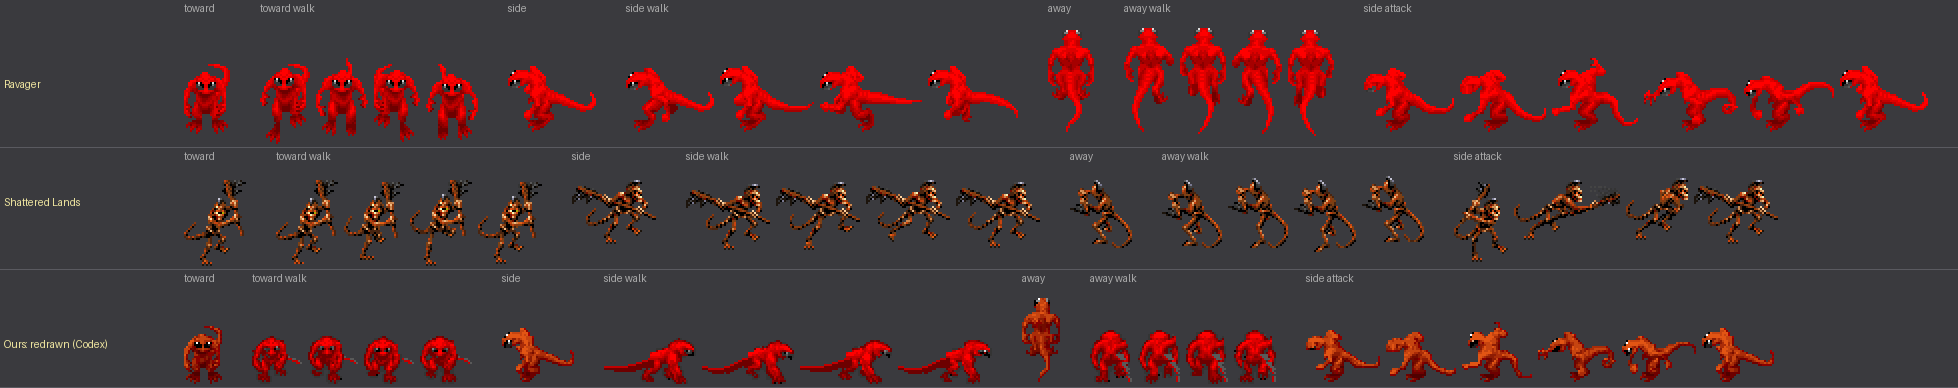 toward toward walk side side walk away away walk side attack
Ravager
toward toward walk side side walk away away walk side attack
Shattered Lands
toward toward walk side side walk away away walk side attack
Ours: redrawn (Codex)